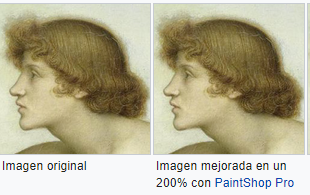 Imagen original
Imagen mejorada en un
200% con PaintShop Pro